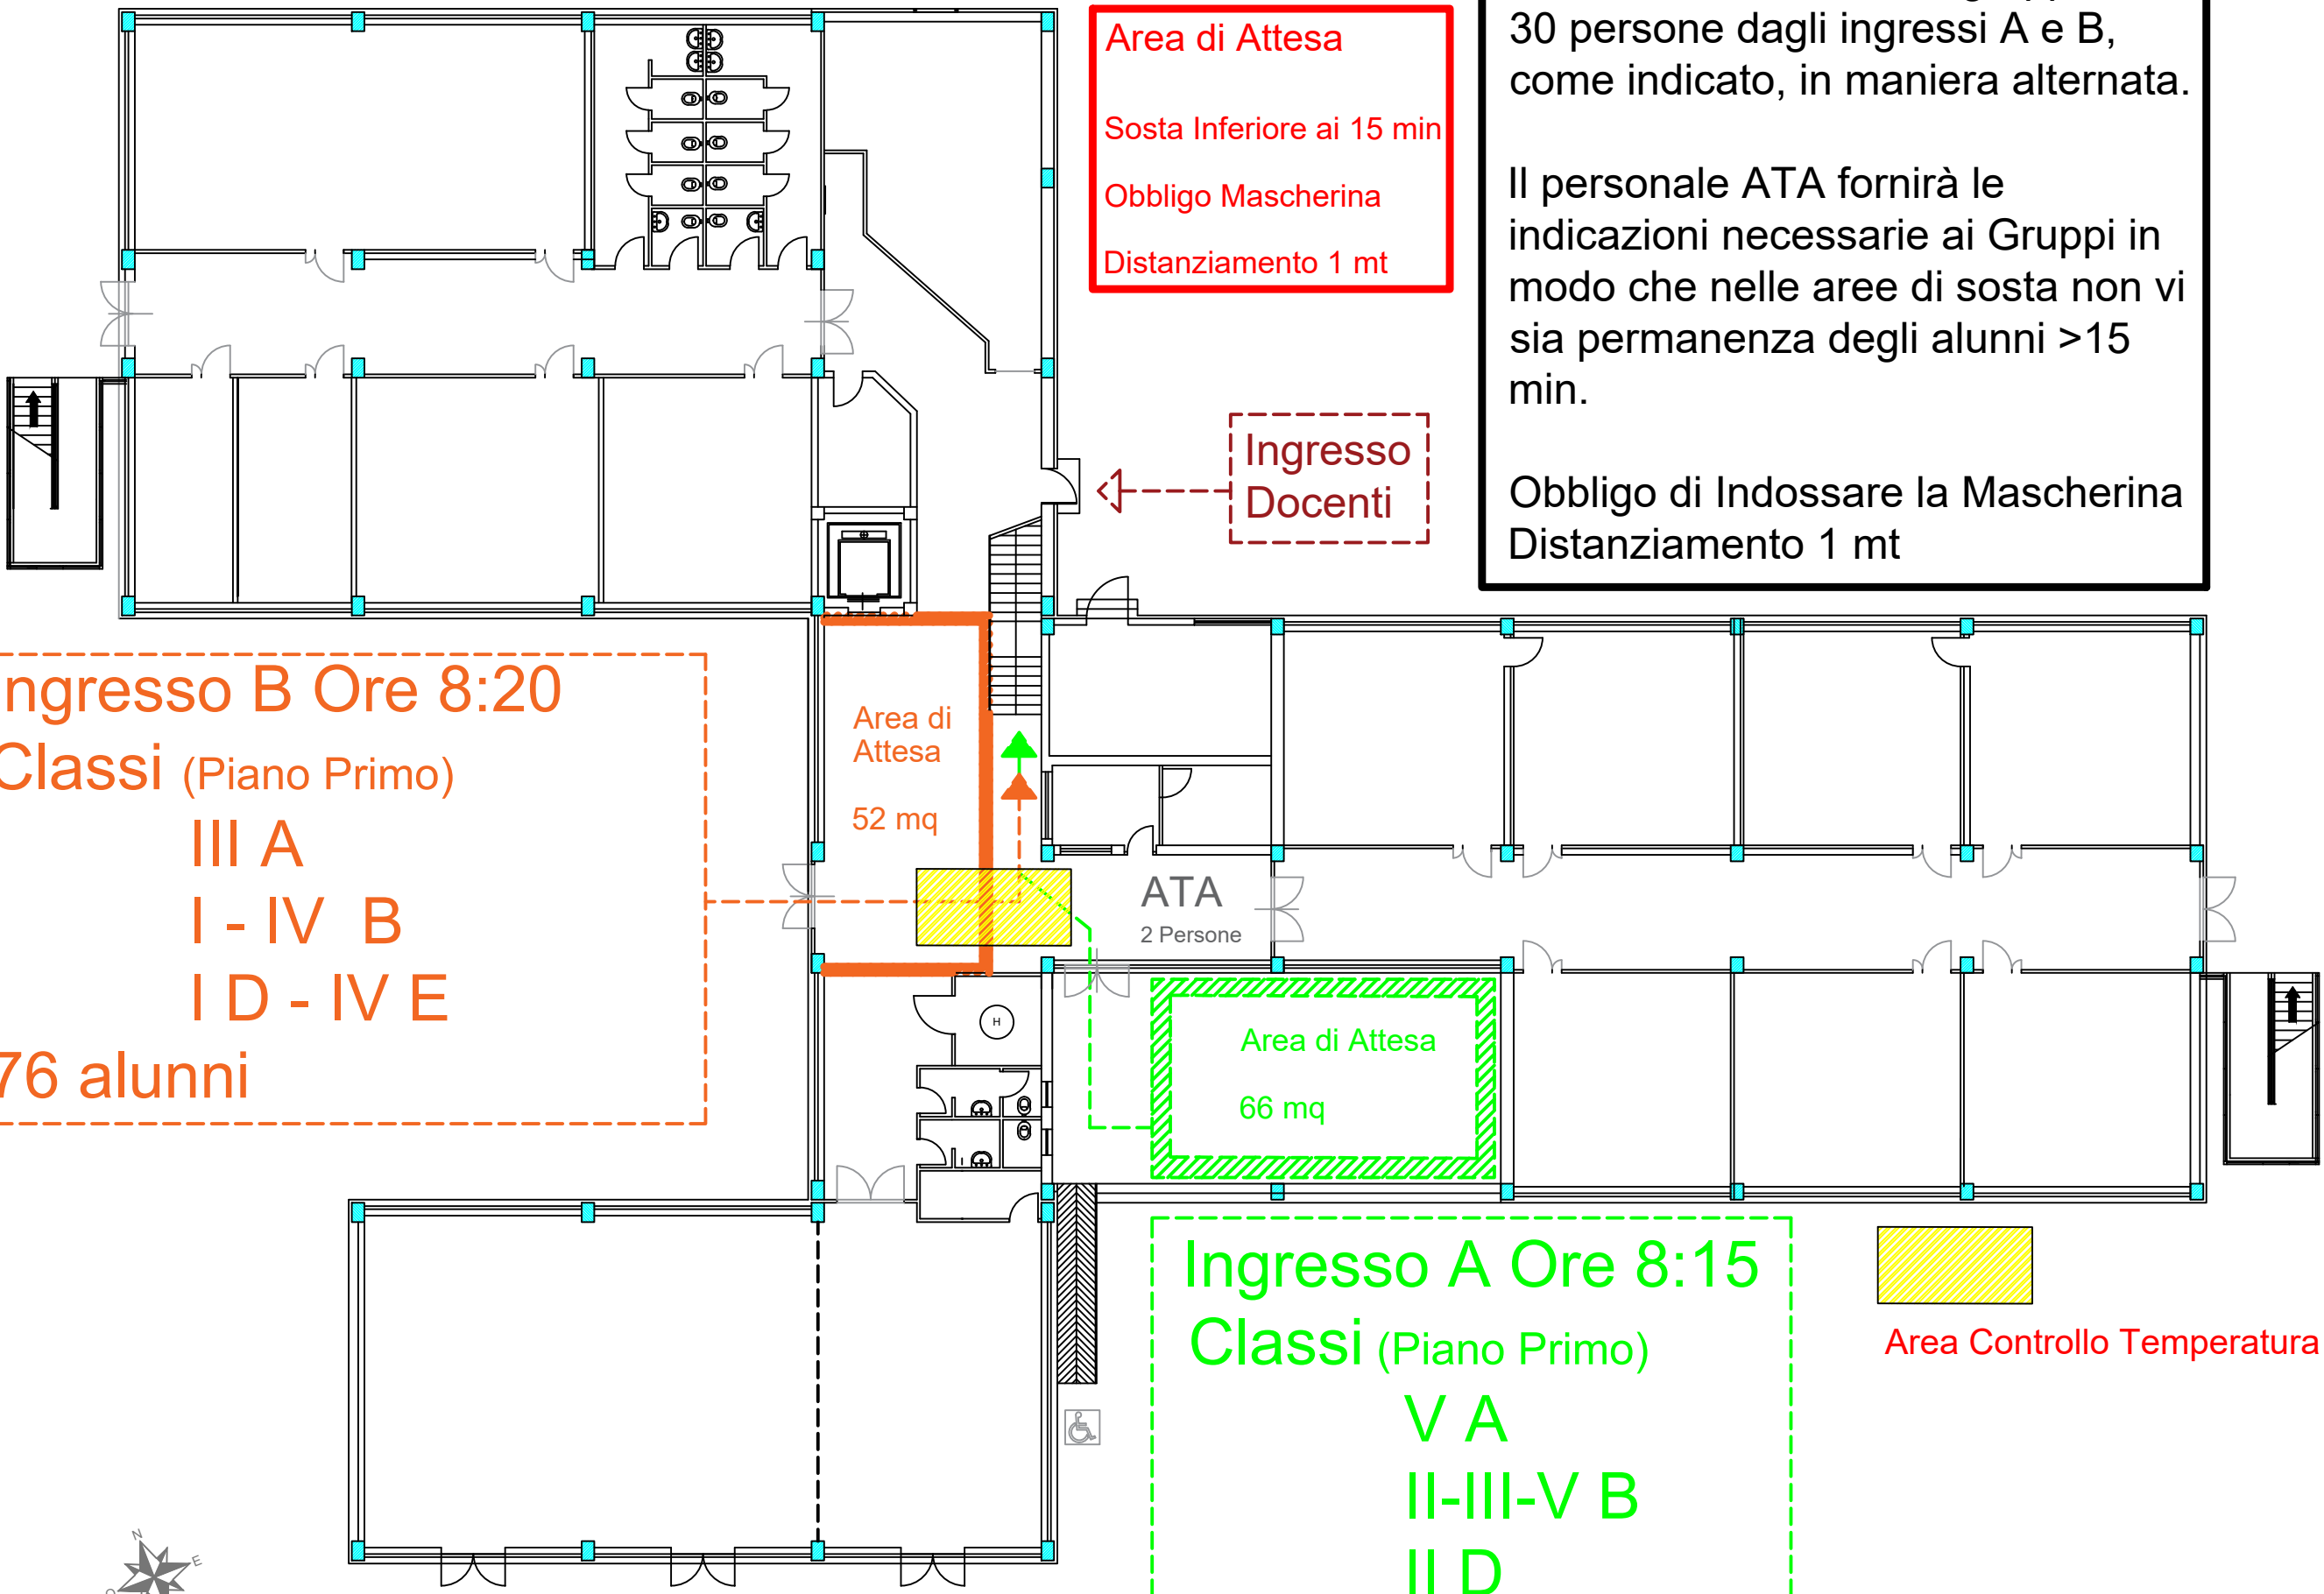 Area di Attesa
Sosta Inferiore ai 15 min
Obbligo Mascherina
Distanziamento 1 mt
30 persone dagli ingressi A e B,
come indicato, in maniera alternata.
Il personale ATA fornirà le
indicazioni necessarie ai Gruppi in
modo che nelle aree di sosta non vi
sia permanenza degli alunni >15
min.
Obbligo di Indossare la Mascherina
Distanziamento 1 mt
Ingresso
Docenti
ngresso B Ore 8:20
Classi (Piano Primo)
III A
I - IV B
I D - IV E
76 alunni
Area di
Attesa
52 mq
ATA
2 Persone
H
Area di Attesa
66 mq
Ingresso A Ore 8:15
Classi (Piano Primo)
V A
II-III-V B
II D
Area Controllo Temperatura
N
E